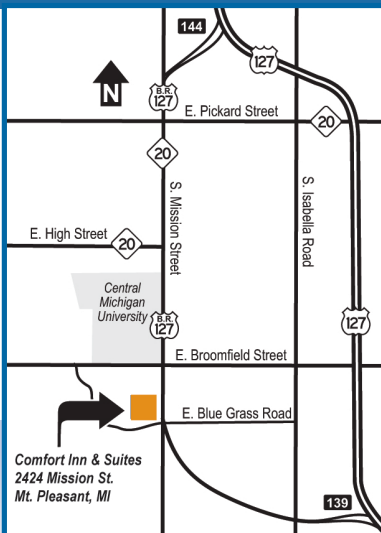 144
127
N
B.R.
127
E. Pickard Street
20
20
S. Mission Street
S. Isabella Road
E. High Street
20
Central
Michigan
University
B.R.
127
127
E. Broomfield Street
E. Blue Grass Road
Comfort Inn & Suites
2424 Mission St.
Mt. Pleasant, MI
139